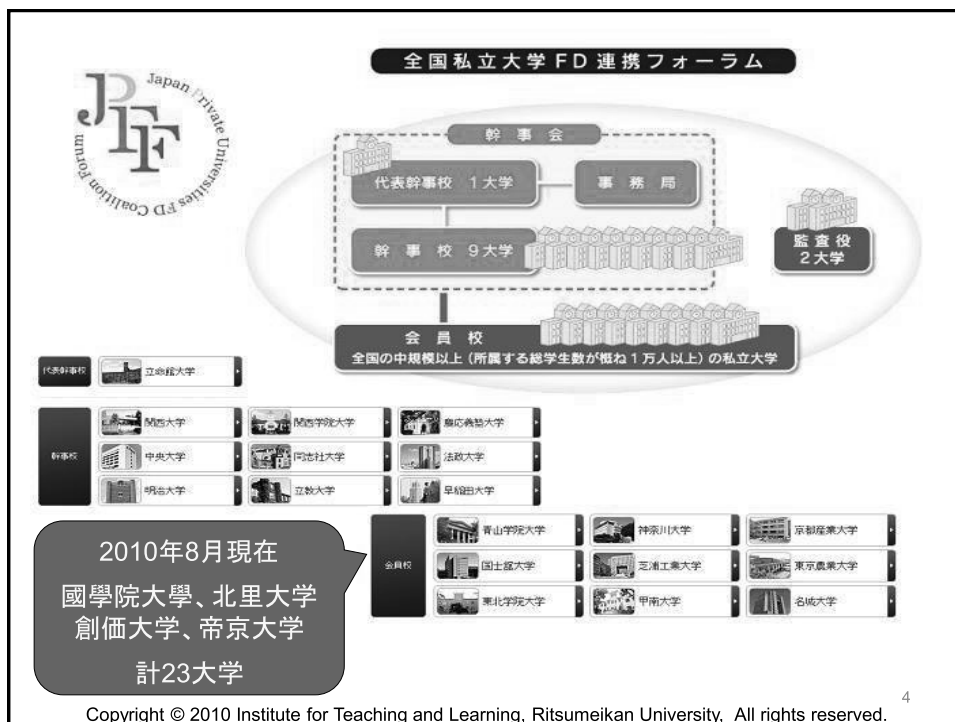 全国私立大学FD連携フォーラム
JPFF
Japan Private Universities FD Coalition Forum
幹事会
代表幹事校 1大学
事務局
幹事校 9大学
監査役
2大学
会員校
全国の中規模以上(所属する総学生数が概ね1万人以上)の私立大学
代表幹事校
立命館大学
幹事校
関西大学
関西学院大学
慶応義塾大学
中央大学
同志社大学
法政大学
明治大学
立教大学
早稲田大学
会員校
青山学院大学
神奈川大学
京都産業大学
国士舘大学
芝浦工業大学
東京農業大学
東北学院大学
甲南大学
名城大学
2010年8月現在
國學院大學、北里大学
創価大学、帝京大学
計23大学
4
Copyright © 2010 Institute for Teaching and Learning, Ritsumeikan University, All rights reserved.